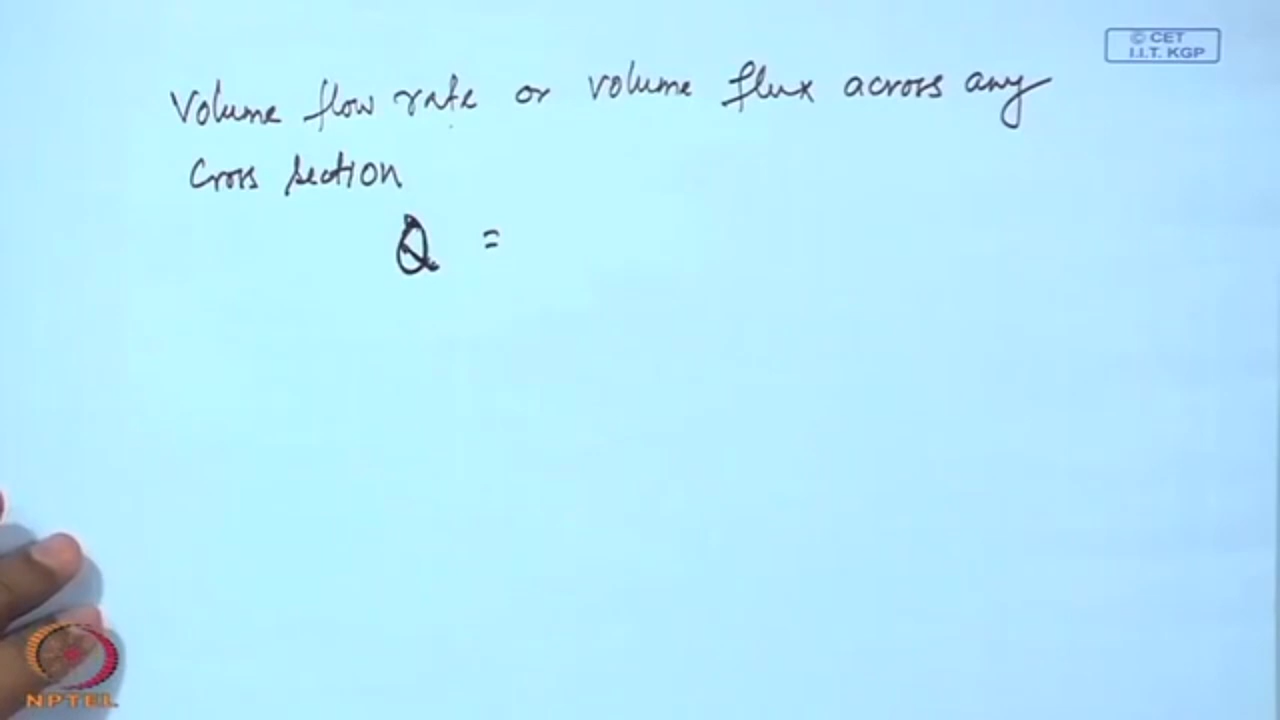 © CET
I.I.T. KGP
Volume flow rate or volume flux across any
cross section
Q =
NPTEL